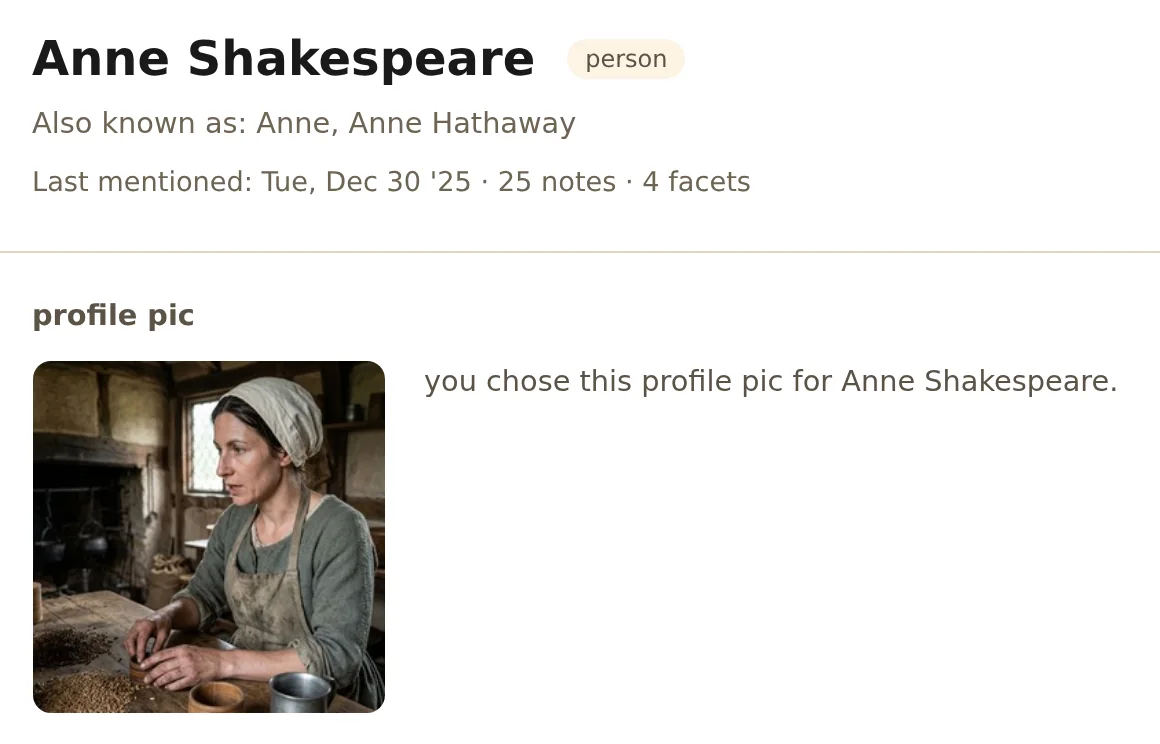 Anne Shakespeare person
Also known as: Anne, Anne Hathaway
Last mentioned: Tue, Dec 30 '25 · 25 notes · 4 facets
profile pic
you chose this profile pic for Anne Shakespeare.